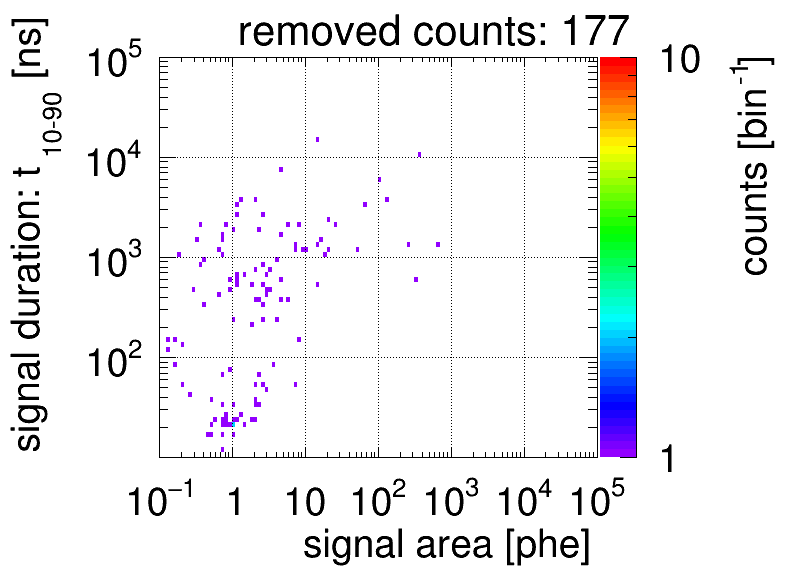 removed counts: 177
signal duration: t 10-90 [ns]
10^5
10^4
10^3
10^2
10^-1 1 10 10^2 10^3 10^4 10^5
signal area [phe]
10
1
counts [bin^-1]